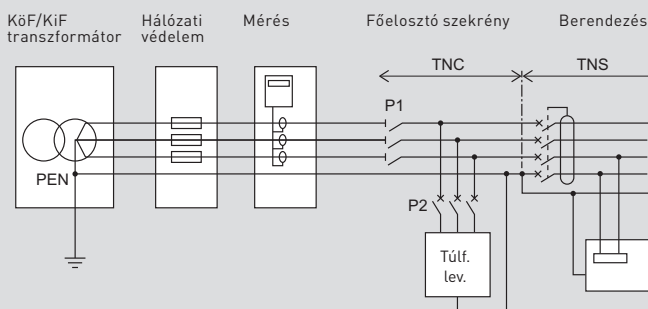 KöF/KiF
transzformátor
Hálózati
védelem
Mérés
Főelosztó szekrény
Berendezés
TNC
TNS
P1
PEN
P2
Túlf.
lev.